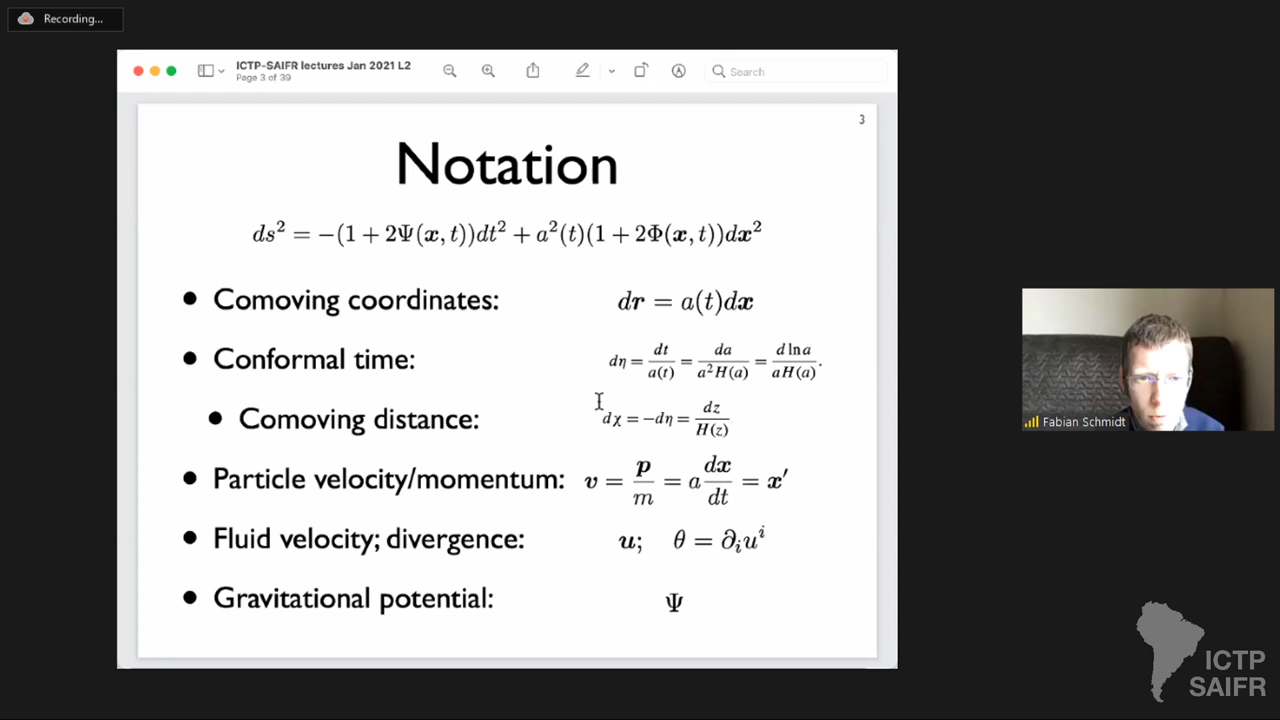 Recording...
ICTP-SAIFR lectures Jan 2021 L2
Page 3 of 39
Search
3
Notation
ds² = −(1 + 2Ψ(x, t))dt² + a²(t)(1 + 2Φ(x, t))dx²
• Comoving coordinates: dr = a(t)dx
• Conformal time: dη = dt/a(t) = da/a²H(a) = d ln a/aH(a).
• Comoving distance: dχ = −dη = dz/H(z)
• Particle velocity/momentum: v = p/m = a dx/dt = x′
• Fluid velocity; divergence: u; θ = ∂ᵢuⁱ
• Gravitational potential: Ψ
Fabian Schmidt
ICTP
SAIFR